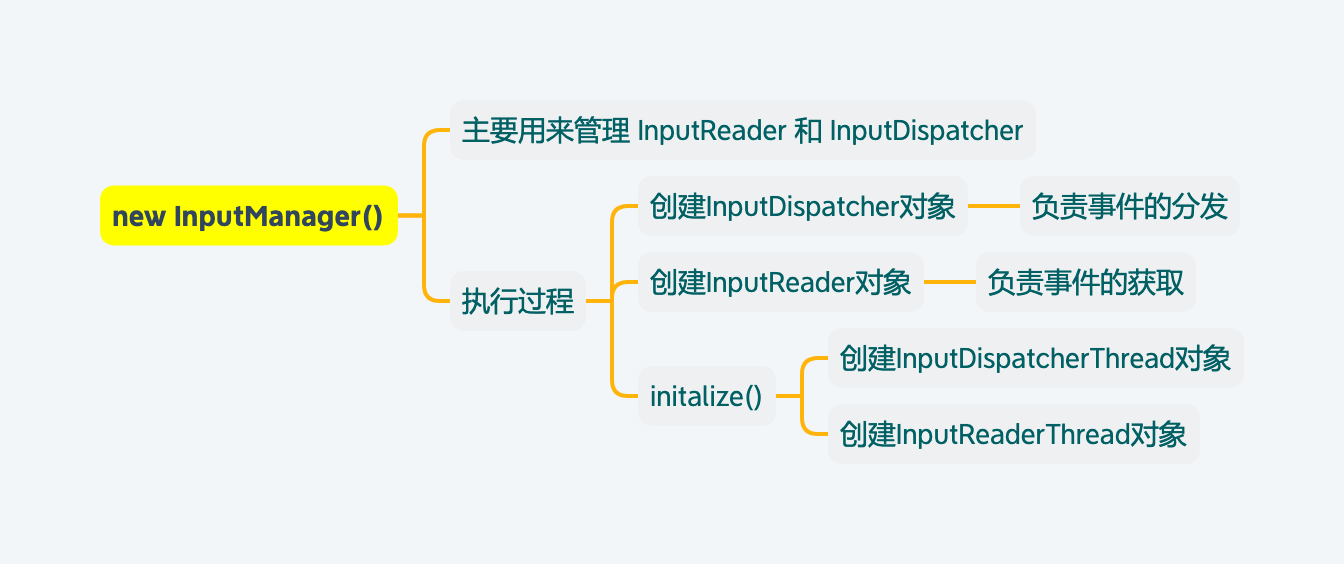 主要用来管理 InputReader 和 InputDispatcher
创建InputDispatcher对象
负责事件的分发
new InputManager()
创建InputReader对象
负责事件的获取
执行过程
创建InputDispatcherThread对象
initalize()
创建InputReaderThread对象